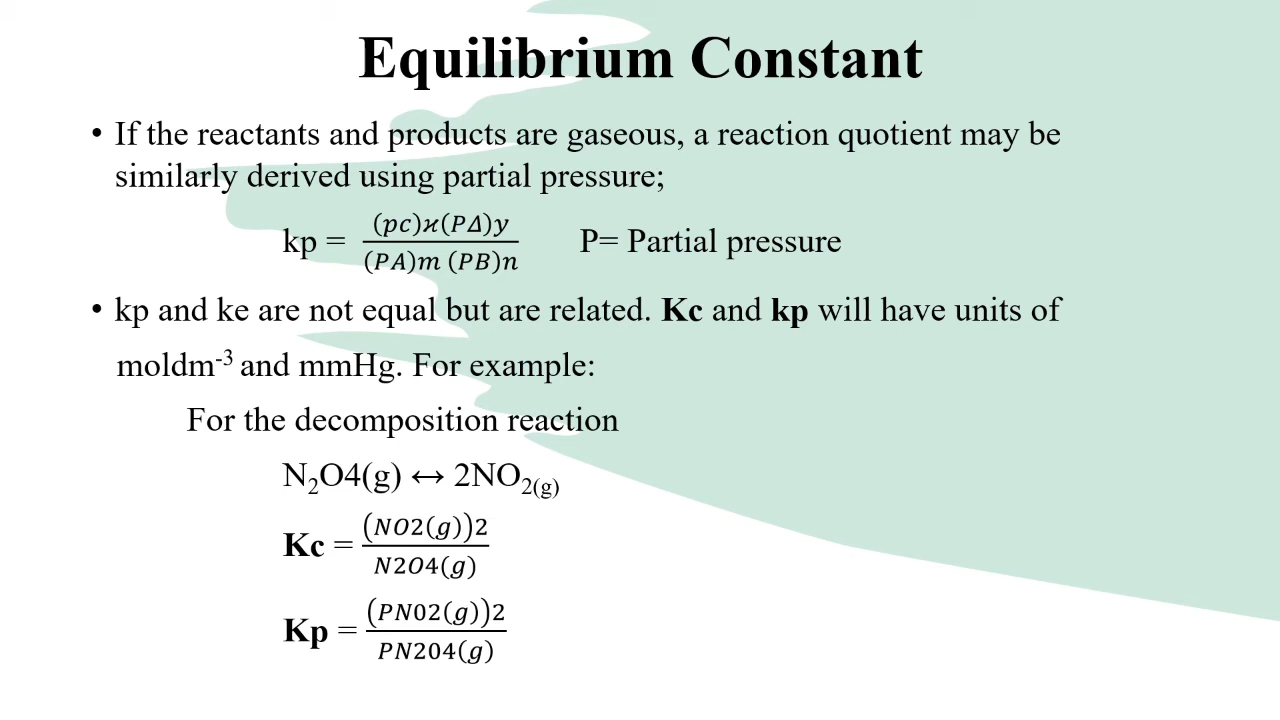 Equilibrium Constant
• If the reactants and products are gaseous, a reaction quotient may be
similarly derived using partial pressure;
kp = (pc)ϰ(PΔ)y / (PA)m (PB)n P= Partial pressure
• kp and ke are not equal but are related. Kc and kp will have units of
moldm⁻³ and mmHg. For example:
For the decomposition reaction
N₂O4(g) ↔ 2NO₂₍g₎
Kc = (NO2(g))2 / N2O4(g)
Kp = (PN02(g))2 / PN204(g)